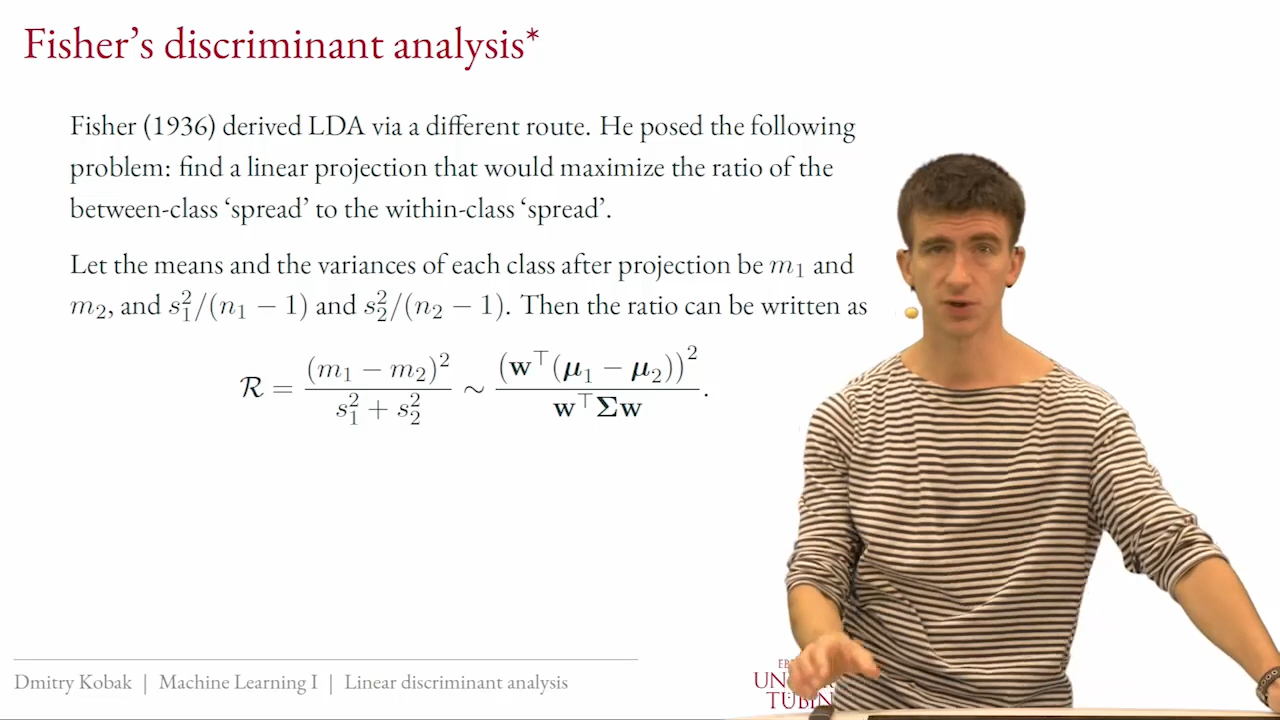 Fisher's discriminant analysis*
Fisher (1936) derived LDA via a different route. He posed the following
problem: find a linear projection that would maximize the ratio of the
between-class ‘spread’ to the within-class ‘spread’.
Let the means and the variances of each class after projection be m₁ and
m₂, and s₁²/(n₁ − 1) and s₂²/(n₂ − 1). Then the ratio can be written as
R = (m₁ − m₂)² / (s₁² + s₂²) ∼ (w⊤(μ₁ − μ₂))² / (w⊤Σw).
Dmitry Kobak | Machine Learning I | Linear discriminant analysis